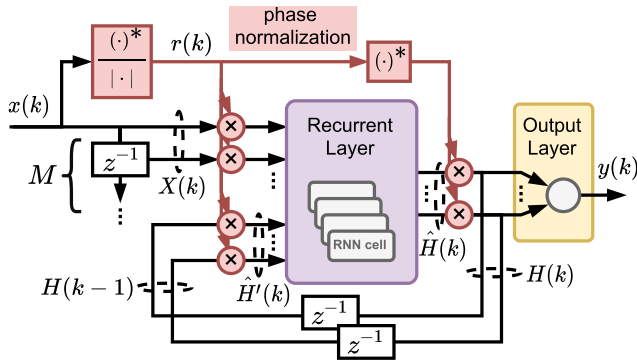 phase
normalization
(·)*
|·|
r(k)
(·)*
x(k)
M
z⁻¹
X(k)
×
×
×
×
Recurrent
Layer
RNN cell
×
×
Output
Layer
y(k)
Ĥ(k)
H(k)
H(k − 1)
Ĥ′(k)
z⁻¹
z⁻¹